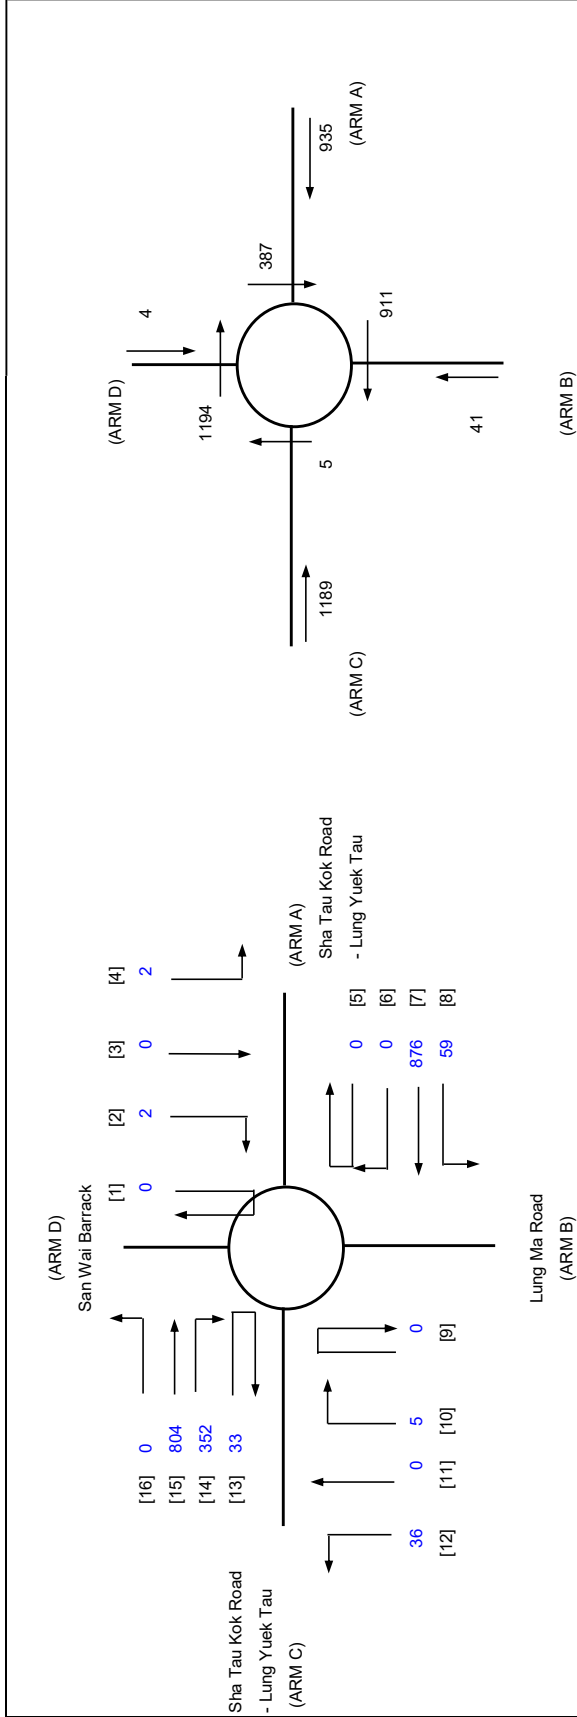 (ARM D)
San Wai Barrack
[1] [2] [3] [4]
0 2 0 2
[16] 0
[15] 804
[14] 352
[13] 33
Sha Tau Kok Road
- Lung Yuek Tau
(ARM C)
(ARM A)
Sha Tau Kok Road
- Lung Yuek Tau
0 [5]
0 [6]
876 [7]
59 [8]
36 0 5 0
[12] [11] [10] [9]
Lung Ma Road
(ARM B)
(ARM D)
4
1194
387
1189
(ARM C)
5
935
(ARM A)
911
41
(ARM B)